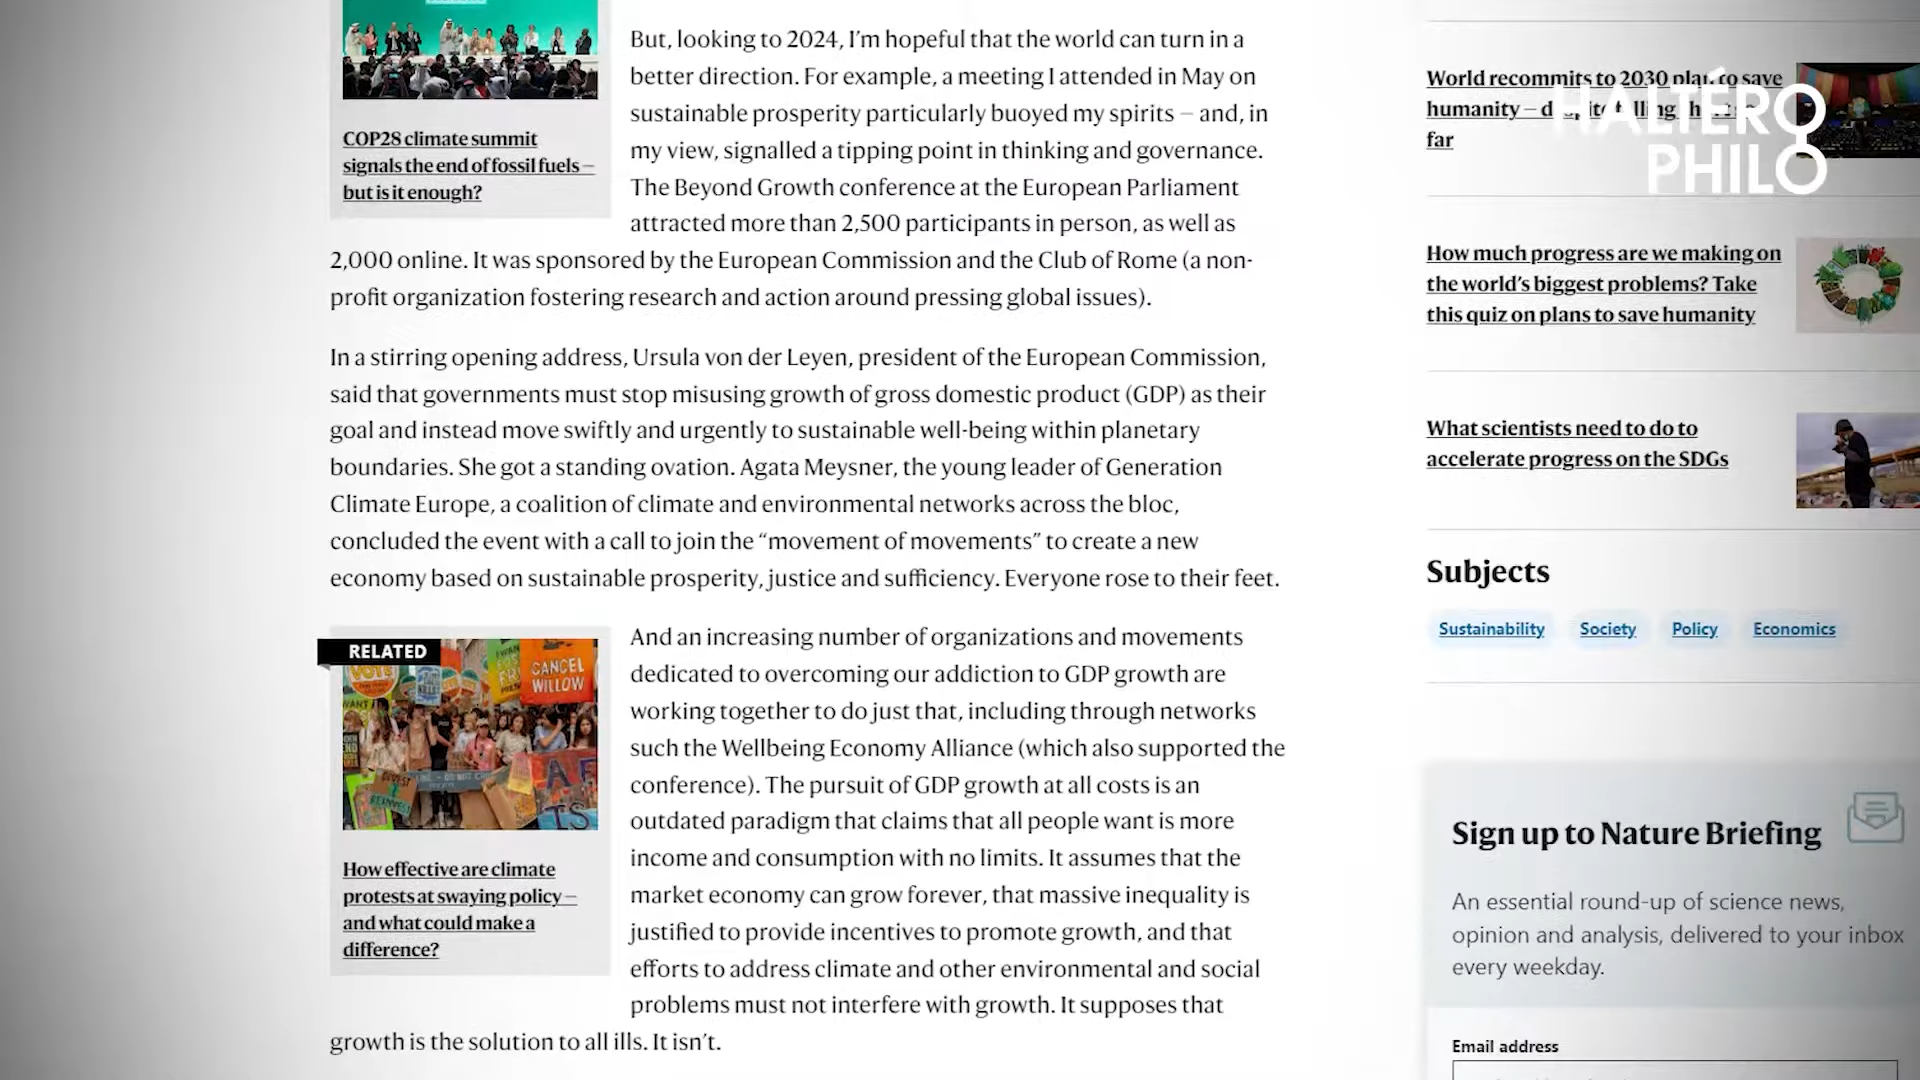 But, looking to 2024, I'm hopeful that the world can turn in a
better direction. For example, a meeting I attended in May on
sustainable prosperity particularly buoyed my spirits – and, in
my view, signalled a tipping point in thinking and governance.
The Beyond Growth conference at the European Parliament
attracted more than 2,500 participants in person, as well as
2,000 online. It was sponsored by the European Commission and the Club of Rome (a non-
profit organization fostering research and action around pressing global issues).
COP28 climate summit
signals the end of fossil fuels –
but is it enough?
In a stirring opening address, Ursula von der Leyen, president of the European Commission,
said that governments must stop misusing growth of gross domestic product (GDP) as their
goal and instead move swiftly and urgently to sustainable well-being within planetary
boundaries. She got a standing ovation. Agata Meysner, the young leader of Generation
Climate Europe, a coalition of climate and environmental networks across the bloc,
concluded the event with a call to join the “movement of movements” to create a new
economy based on sustainable prosperity, justice and sufficiency. Everyone rose to their feet.
RELATED
CANCEL
WILLOW
How effective are climate
protests at swaying policy –
and what could make a
difference?
And an increasing number of organizations and movements
dedicated to overcoming our addiction to GDP growth are
working together to do just that, including through networks
such the Wellbeing Economy Alliance (which also supported the
conference). The pursuit of GDP growth at all costs is an
outdated paradigm that claims that all people want is more
income and consumption with no limits. It assumes that the
market economy can grow forever, that massive inequality is
justified to provide incentives to promote growth, and that
efforts to address climate and other environmental and social
problems must not interfere with growth. It supposes that
growth is the solution to all ills. It isn't.
World recommits to 2030 plan to save
humanity –
far
HALTÉRO
PHILO
How much progress are we making on
the world's biggest problems? Take
this quiz on plans to save humanity
What scientists need to do to
accelerate progress on the SDGs
Subjects
Sustainability Society Policy Economics
Sign up to Nature Briefing
An essential round-up of science news,
opinion and analysis, delivered to your inbox
every weekday.
Email address